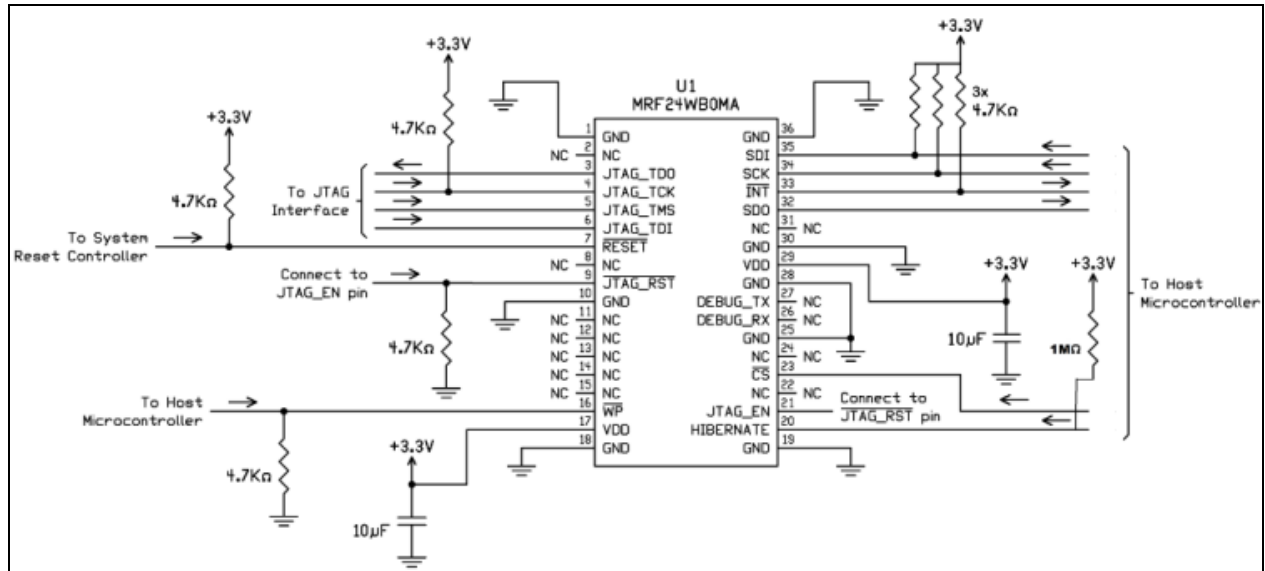 +3.3V
+3.3V
+3.3V
U1
MRF24WB0MA
3x
4.7KΩ
4.7KΩ
+3.3V
4.7KΩ
To JTAG
Interface
To System
Reset Controller
Connect to
JTAG_EN pin
4.7KΩ
To Host
Microcontroller
4.7KΩ
+3.3V
10µF
1 GND
NC 2 NC
3 JTAG_TDO
4 JTAG_TCK
5 JTAG_TMS
6 JTAG_TDI
7 RESET
NC 8 NC
9 JTAG_RST
10 GND
NC 11 NC
NC 12 NC
NC 13 NC
NC 14 NC
NC 15 NC
16 WP
17 VDD
18 GND
GND 36
SDI 35
SCK 34
INT 33
SDO 32
NC 31 NC
GND 30
VDD 29
GND 28
DEBUG_TX 27 NC
DEBUG_RX 26 NC
GND 25
NC 24 NC
CS 23
NC 22 NC
JTAG_EN 21
HIBERNATE 20
GND 19
Connect to
JTAG_RST pin
+3.3V
10µF
1MΩ
To Host
Microcontroller